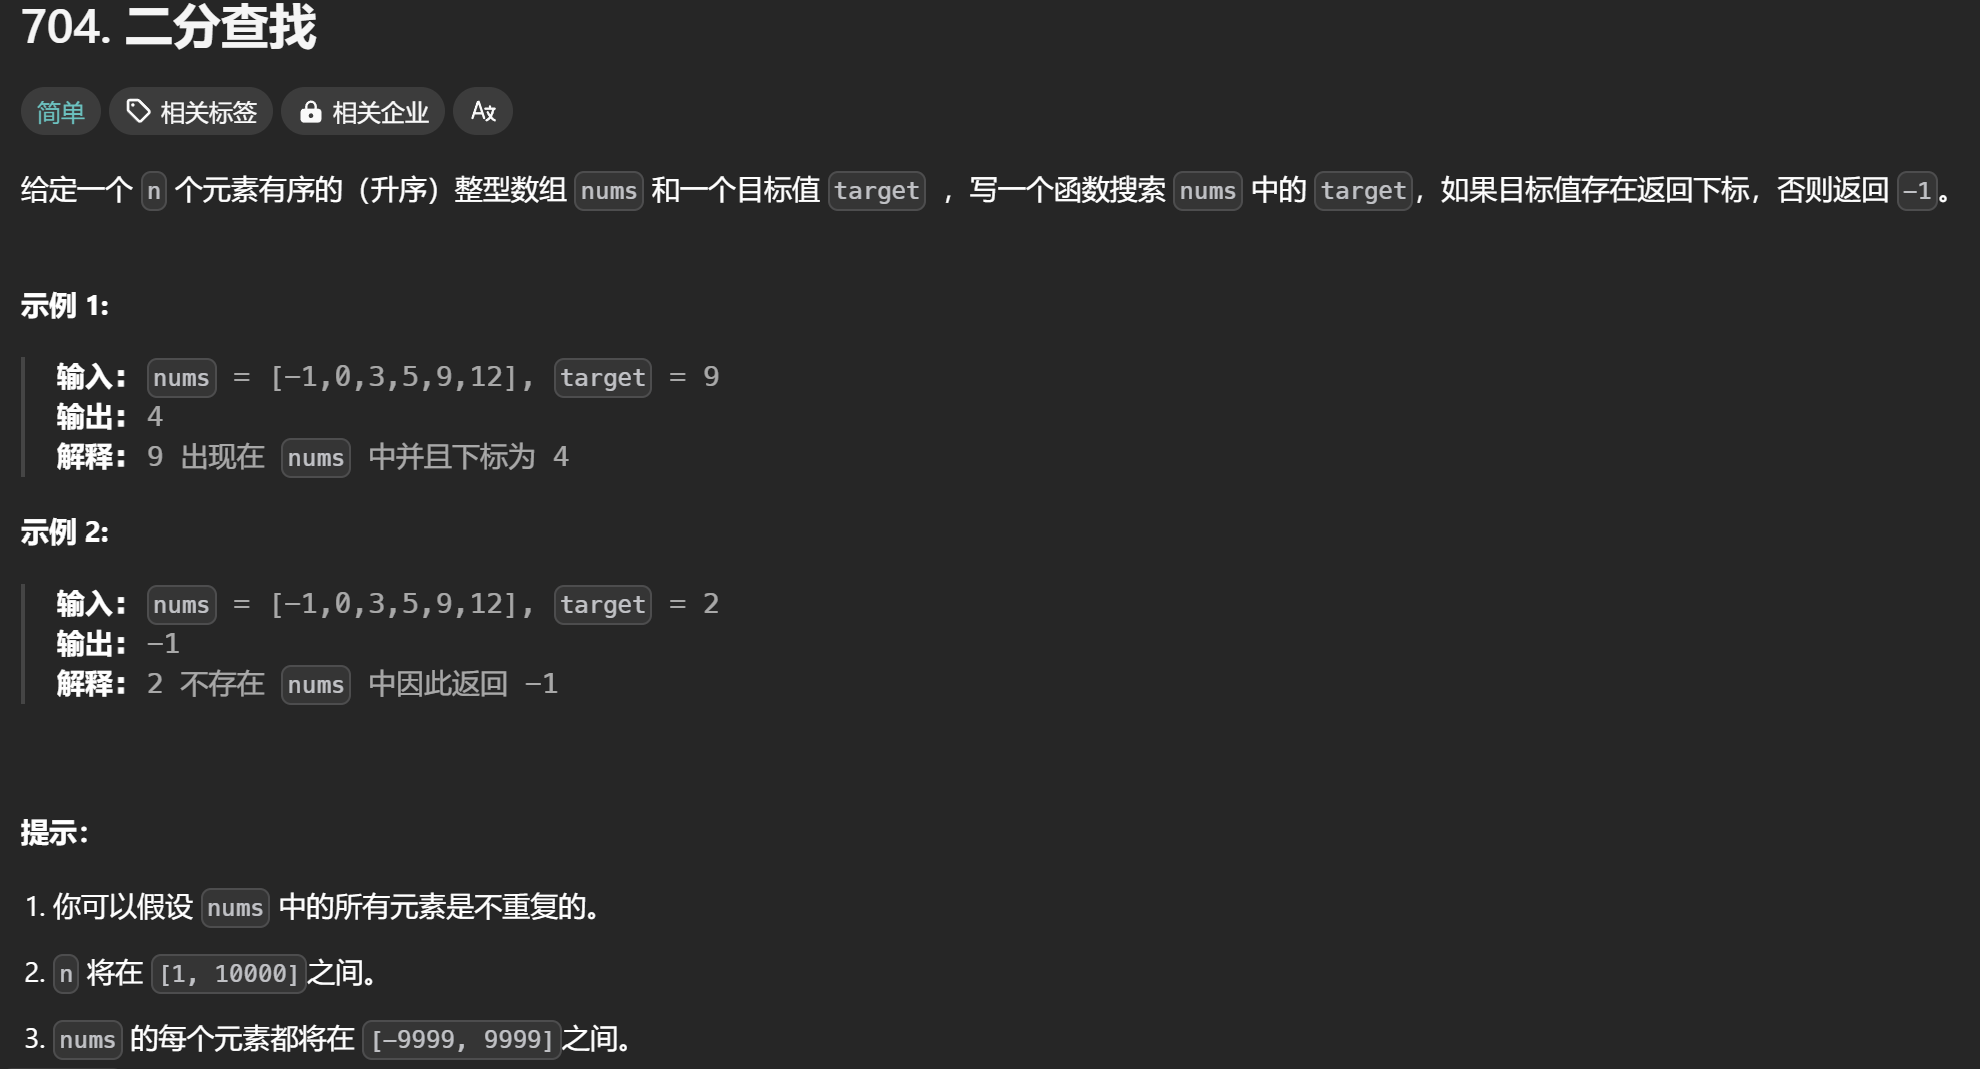 704. 二分查找
简单 相关标签 相关企业 A文
给定一个 n 个元素有序的（升序）整型数组 nums 和一个目标值 target ，写一个函数搜索 nums 中的 target，如果目标值存在返回下标，否则返回 -1。
示例 1:
输入: nums = [-1,0,3,5,9,12], target = 9
输出: 4
解释: 9 出现在 nums 中并且下标为 4
示例 2:
输入: nums = [-1,0,3,5,9,12], target = 2
输出: -1
解释: 2 不存在 nums 中因此返回 -1
提示:
1. 你可以假设 nums 中的所有元素是不重复的。
2. n 将在 [1, 10000]之间。
3. nums 的每个元素都将在 [-9999, 9999]之间。